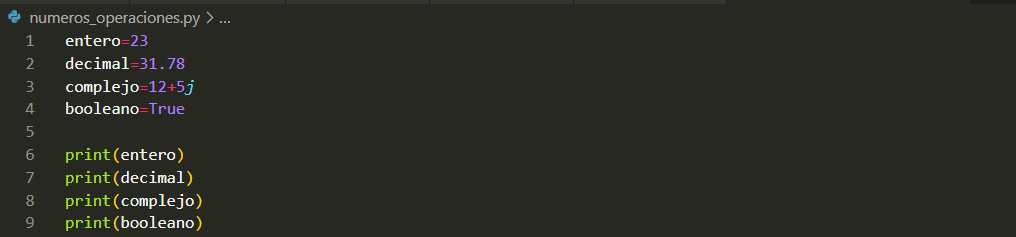 numeros_operaciones.py > ...
1 entero=23
2 decimal=31.78
3 complejo=12+5j
4 booleano=True
5
6 print(entero)
7 print(decimal)
8 print(complejo)
9 print(booleano)